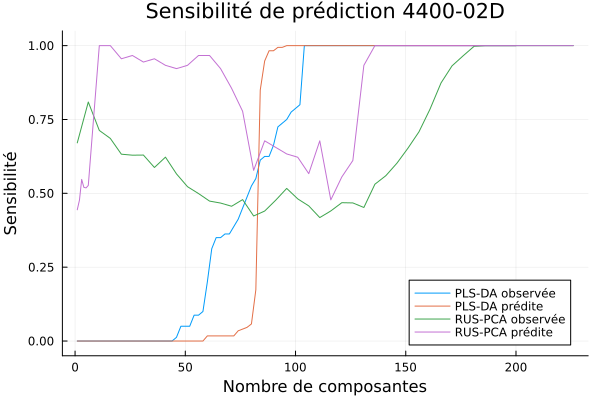 Sensibilité de prédiction 4400-02D
Sensibilité
1.00
0.75
0.50
0.25
0.00
PLS-DA observée
PLS-DA prédite
RUS-PCA observée
RUS-PCA prédite
0 50 100 150 200
Nombre de composantes